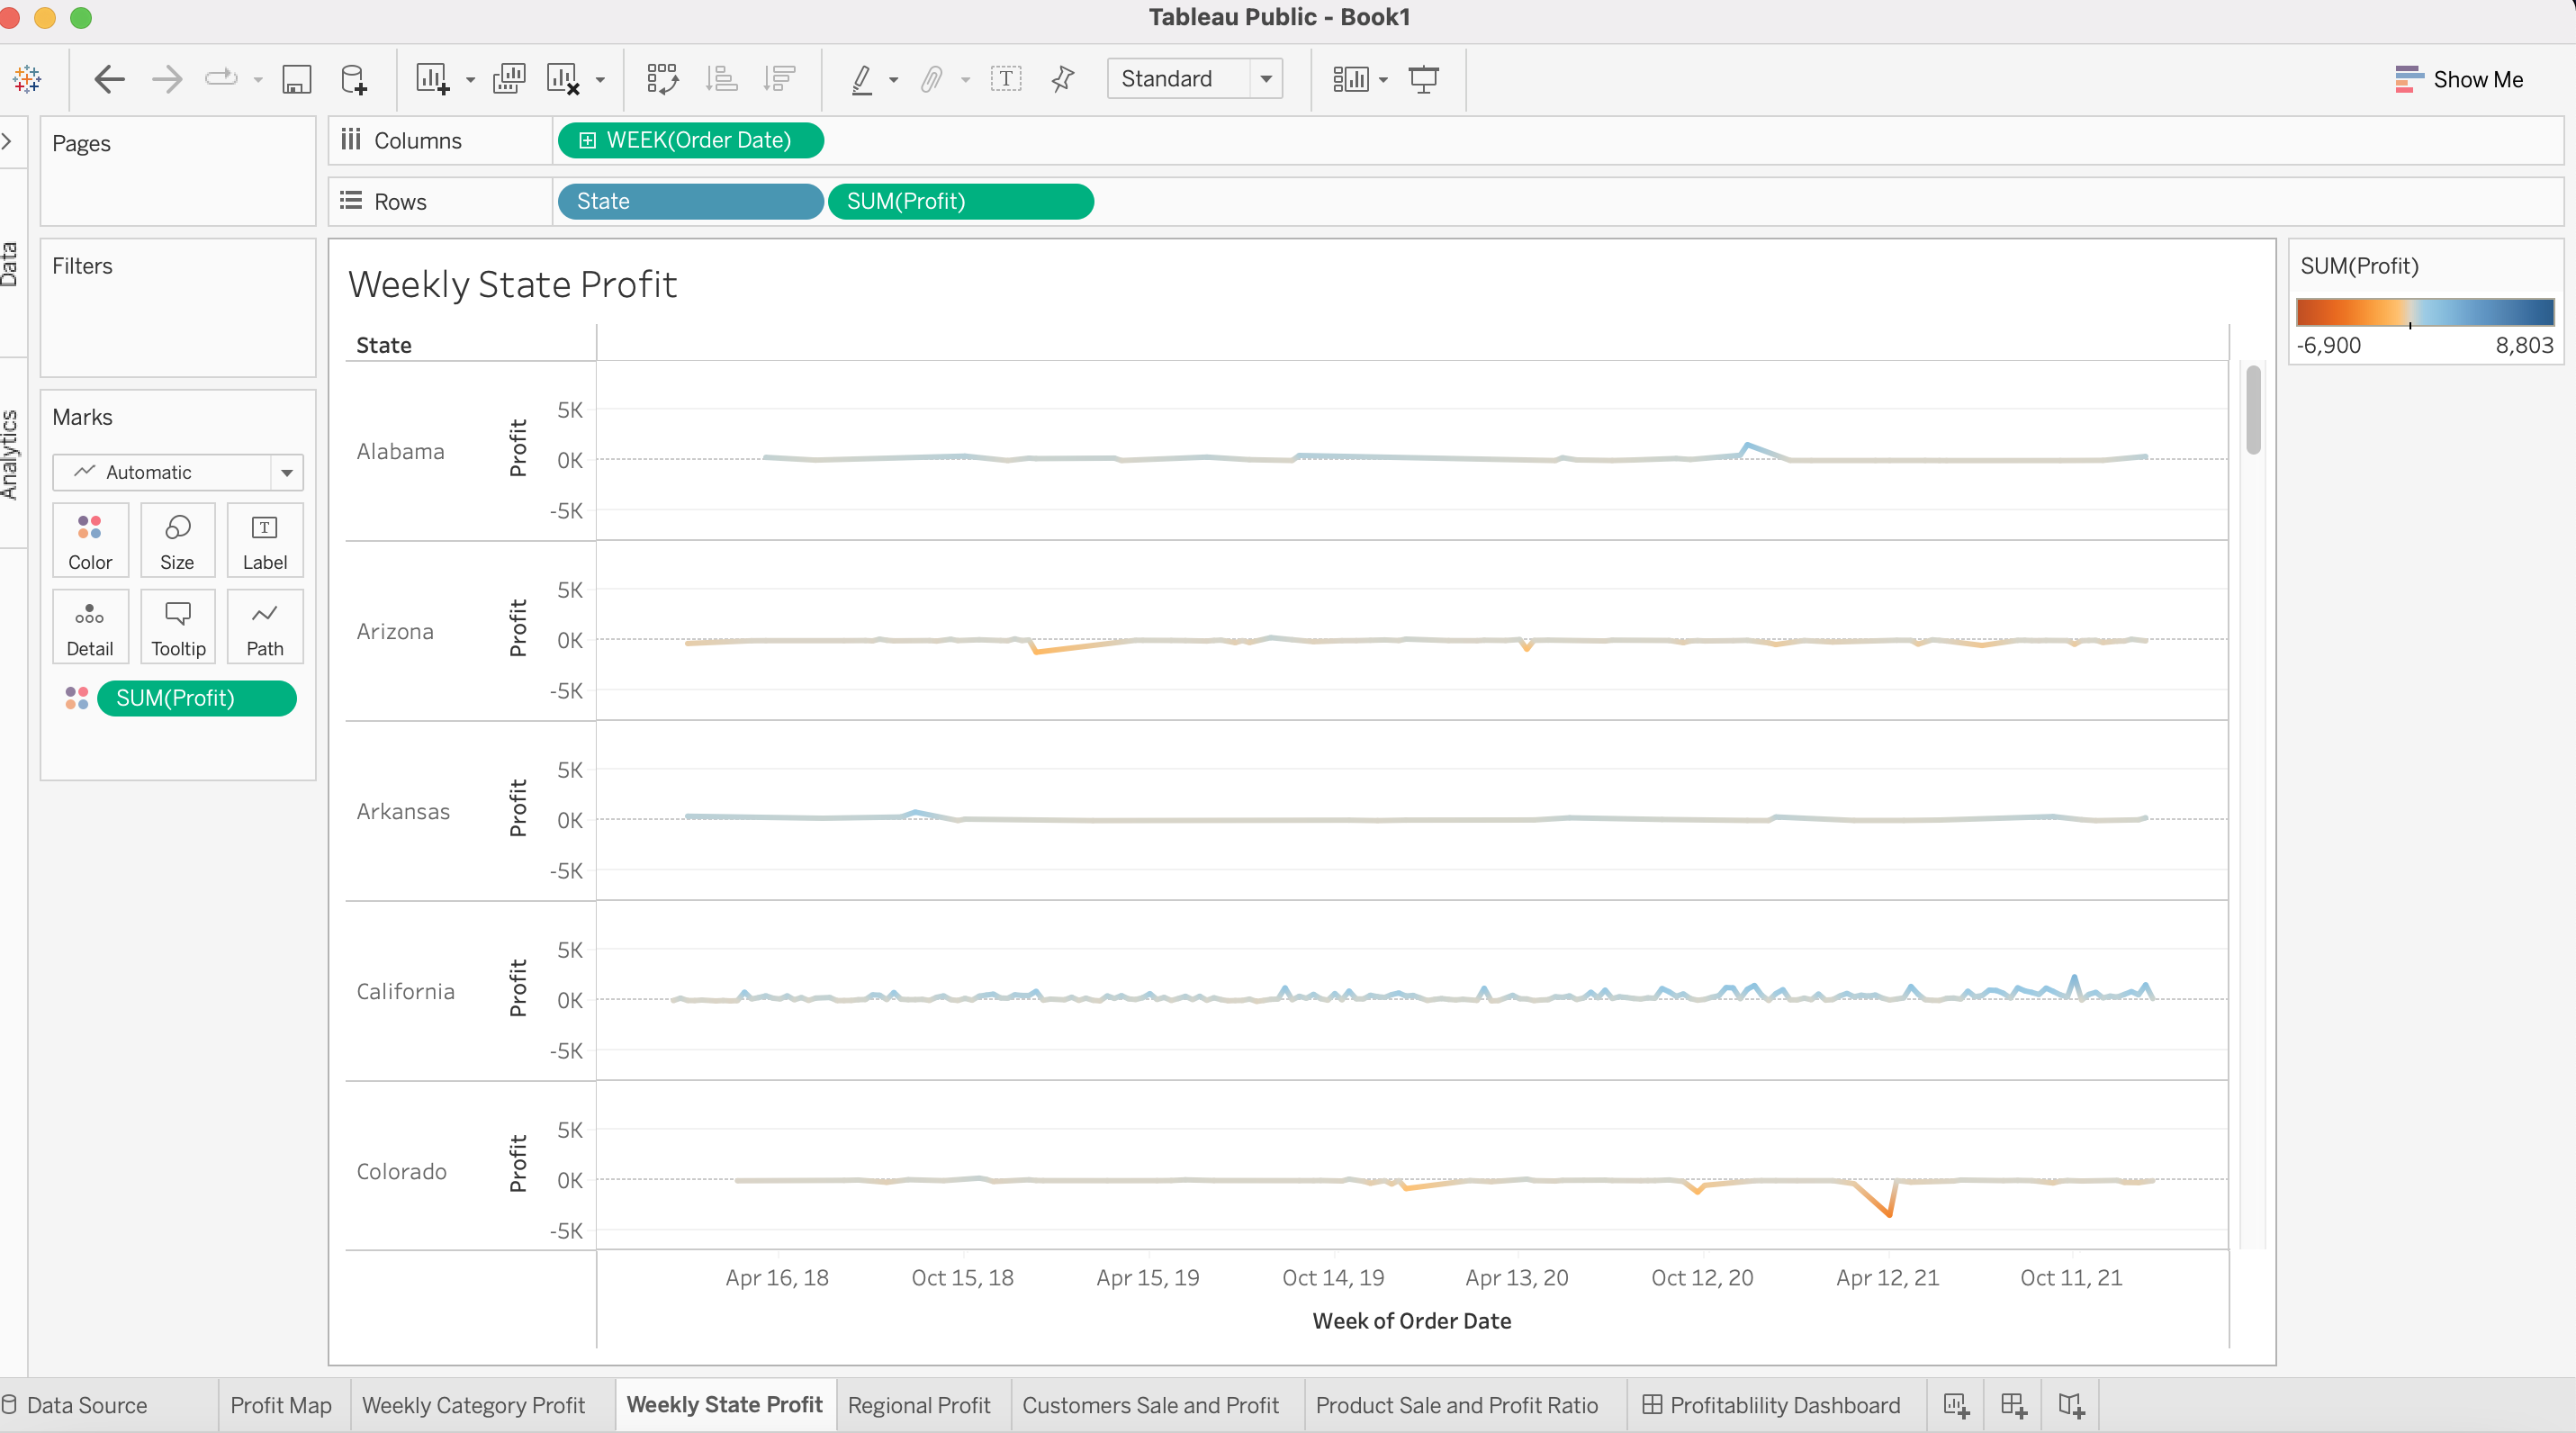 Tableau Public - Book1
Standard
Show Me
Data
Analytics
Pages
Columns
WEEK(Order Date)
Rows
State
SUM(Profit)
Filters
Marks
Automatic
Color
Size
T
Label
Detail
Tooltip
Path
SUM(Profit)
Weekly State Profit
State
Alabama
Profit
5K
0K
-5K
Arizona
Profit
5K
0K
-5K
Arkansas
Profit
5K
0K
-5K
California
Profit
5K
0K
-5K
Colorado
Profit
5K
0K
-5K
Apr 16, 18
Oct 15, 18
Apr 15, 19
Oct 14, 19
Apr 13, 20
Oct 12, 20
Apr 12, 21
Oct 11, 21
Week of Order Date
SUM(Profit)
-6,900
8,803
Data Source
Profit Map
Weekly Category Profit
Weekly State Profit
Regional Profit
Customers Sale and Profit
Product Sale and Profit Ratio
Profitablility Dashboard